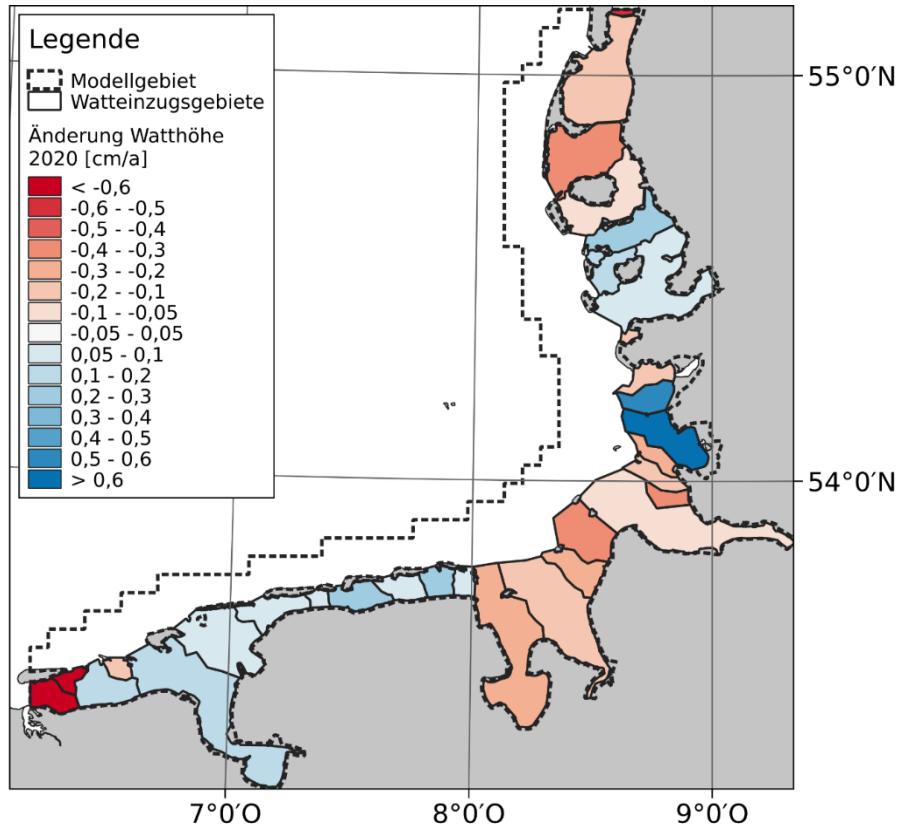 Legende
Modellgebiet
Watteinzugsgebiete
Änderung Watthöhe
2020 [cm/a]
< -0,6
-0,6 - -0,5
-0,5 - -0,4
-0,4 - -0,3
-0,3 - -0,2
-0,2 - -0,1
-0,1 - -0,05
-0,05 - 0,05
0,05 - 0,1
0,1 - 0,2
0,2 - 0,3
0,3 - 0,4
0,4 - 0,5
0,5 - 0,6
> 0,6
55°0′N
54°0′N
7°0′O
8°0′O
9°0′O